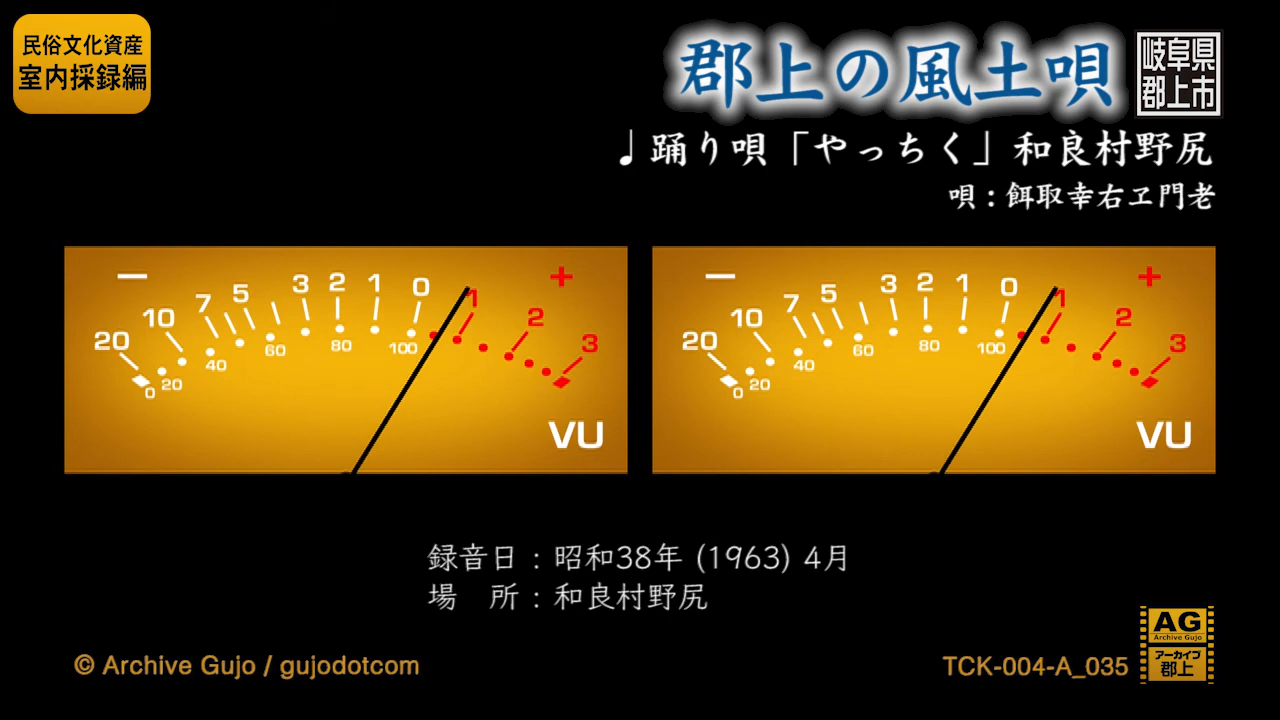 民俗文化資産
室内採録編
郡上の風土唄
岐阜県
郡上市
♩踊り唄「やっちく」和良村野尻
唄：餌取幸右ヱ門老
− 20 10 7 5 3 2 1 0 1 2 3 +
0 20 40 60 80 100
VU
− 20 10 7 5 3 2 1 0 1 2 3 +
0 20 40 60 80 100
VU
録音日：昭和38年 (1963) 4月
場　所：和良村野尻
© Archive Gujo / gujodotcom
TCK-004-A_035
AG
Archive Gujo
アーカイブ
郡上